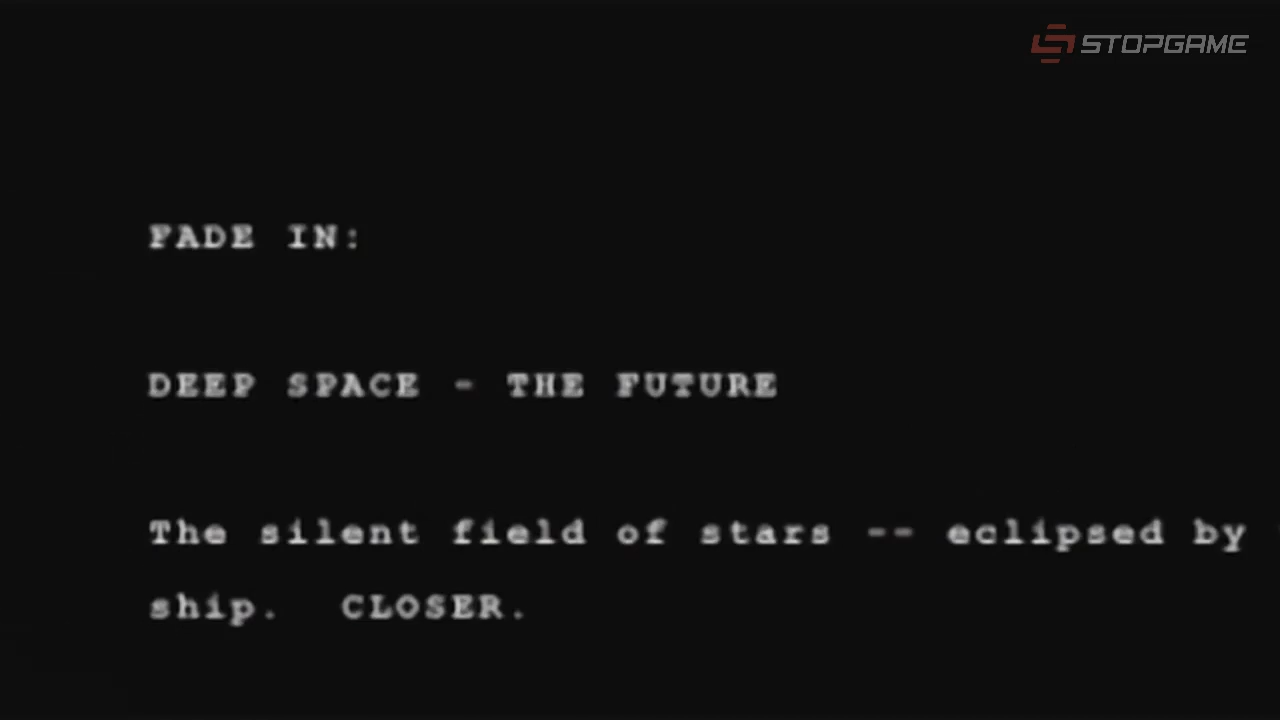 STOPGAME
FADE IN:
DEEP SPACE - THE FUTURE
The silent field of stars -- eclipsed by
ship.  CLOSER.